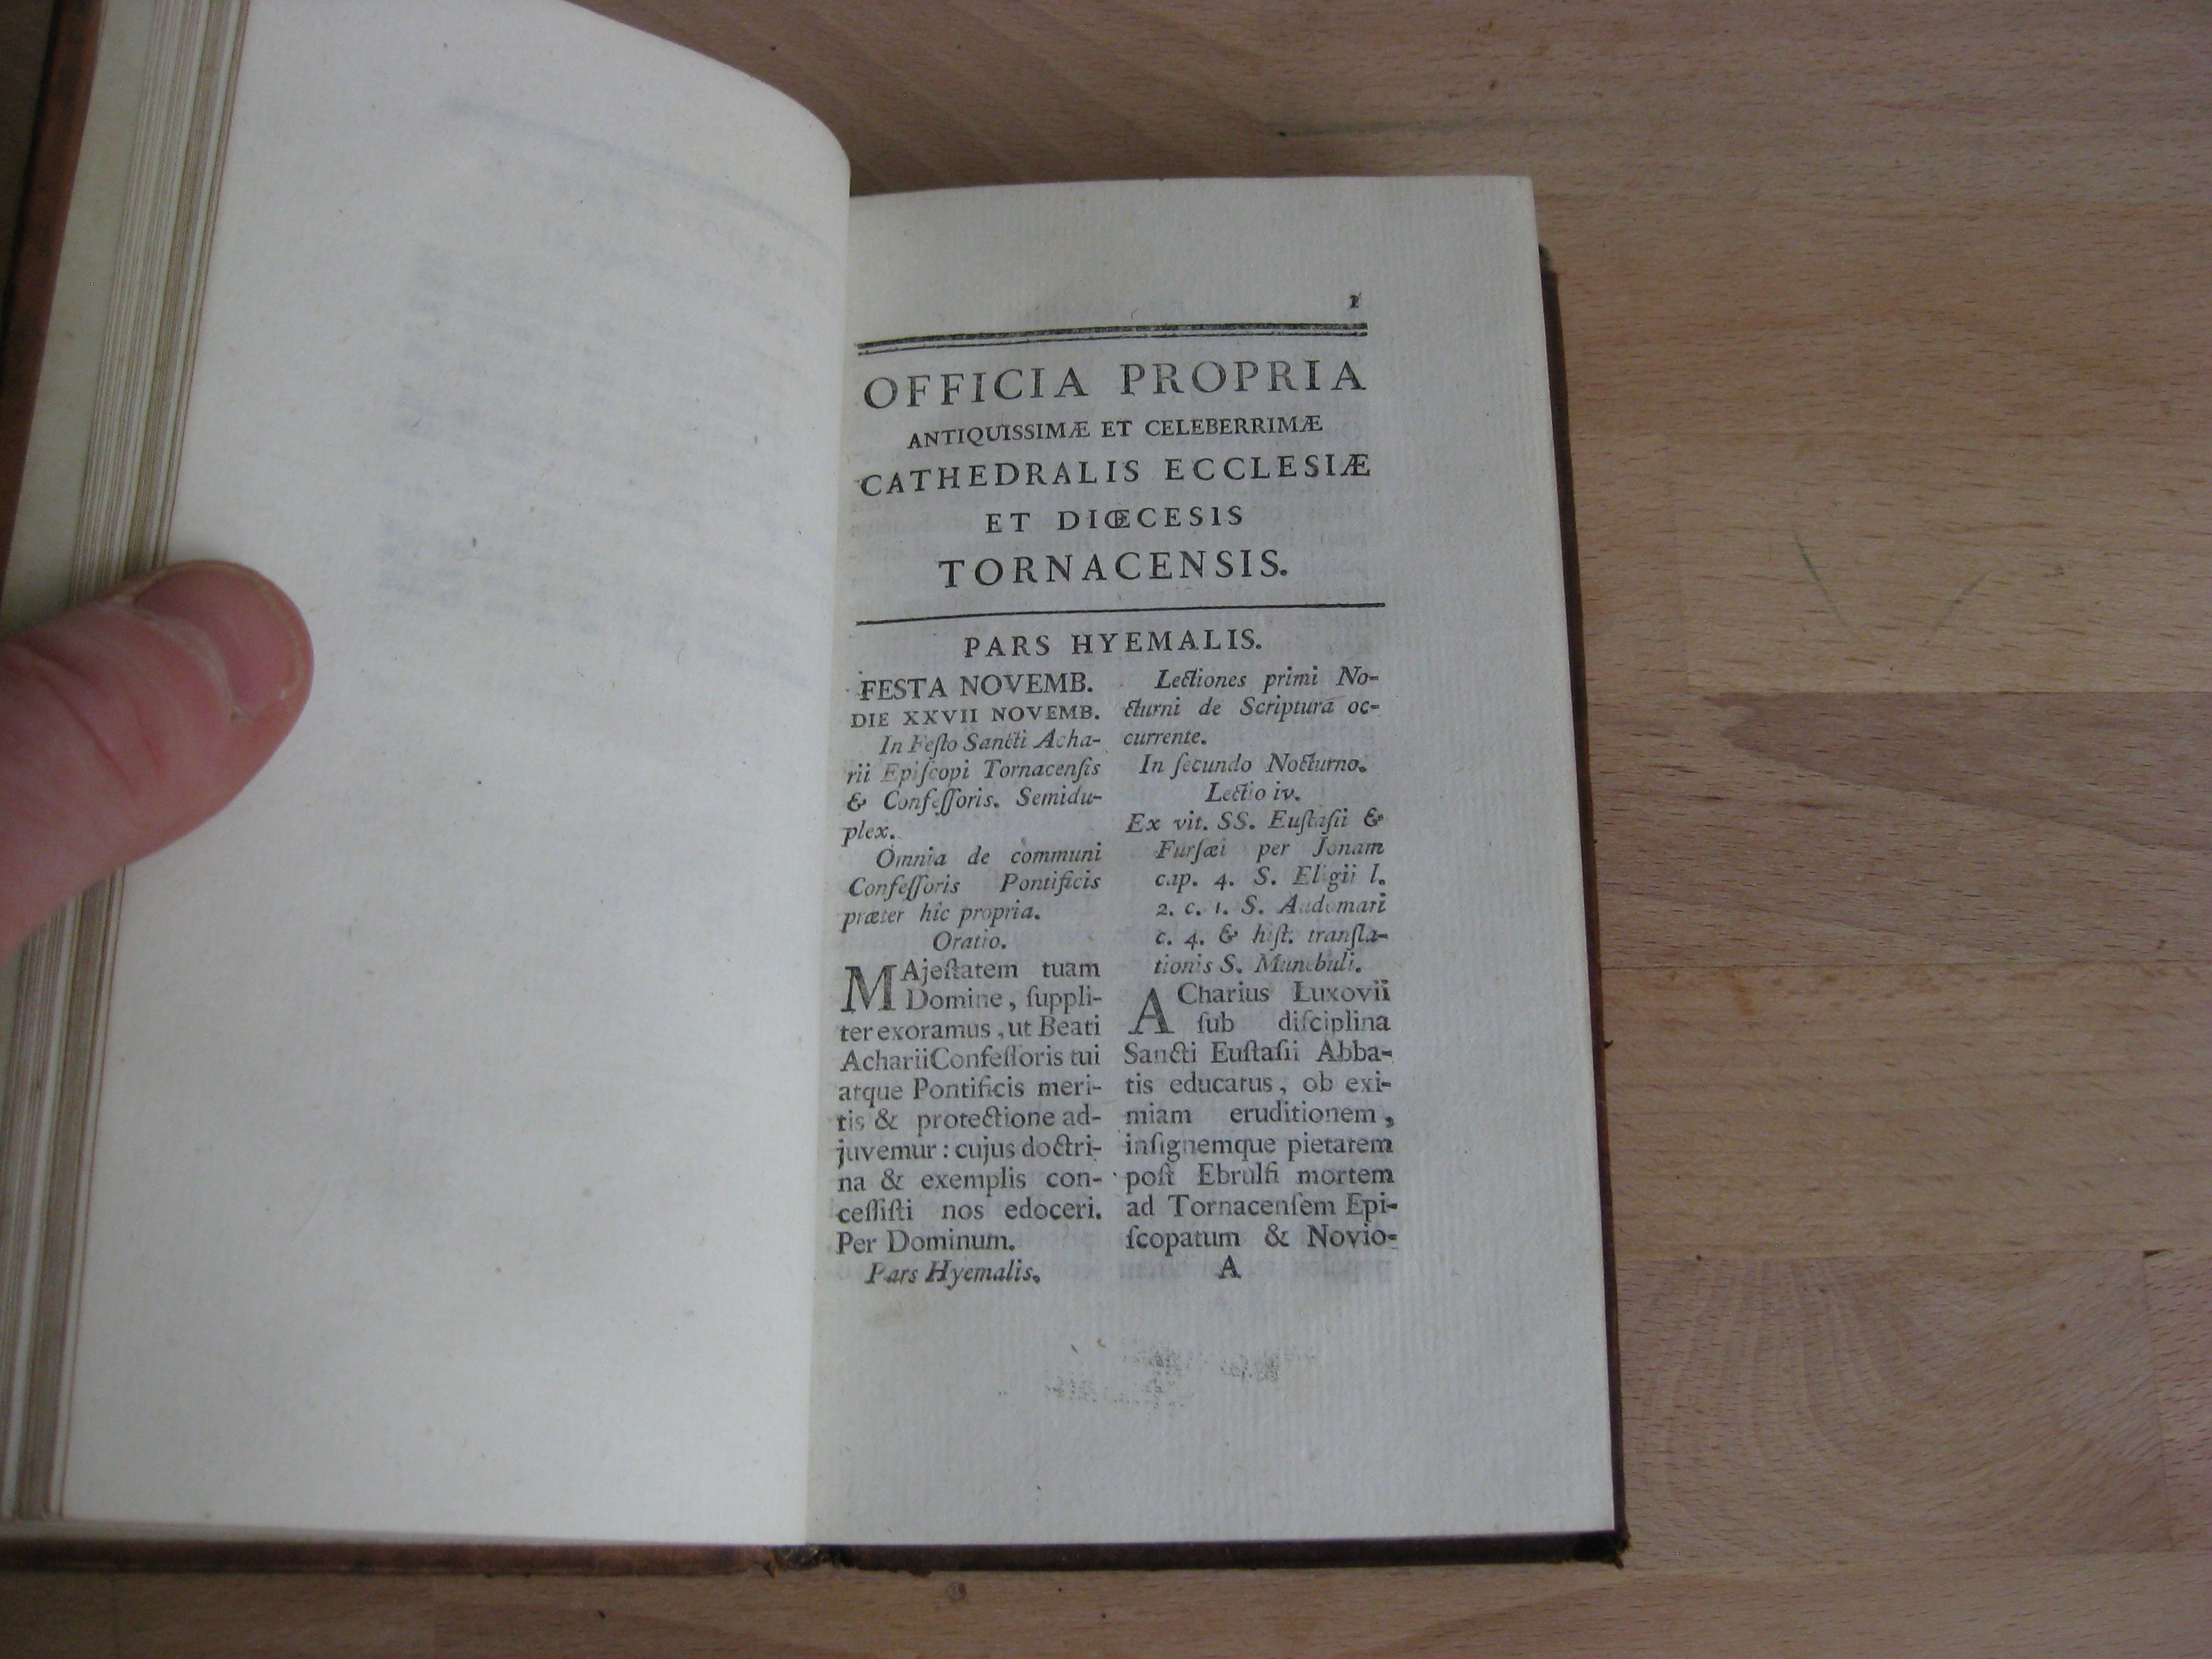 1
OFFICIA PROPRIA
ANTIQUISSIMÆ ET CELEBERRIMÆ
CATHEDRALIS ECCLESIÆ
ET DIŒCESIS
TORNACENSIS.
PARS HYEMALIS.
FESTA NOVEMB.
DIE XXVII NOVEMB.
In Feſto Sancti Acha-
rii Epiſcopi Tornacenſis
& Confeſſoris. Semidu-
plex.
Omnia de communi
Confeſſoris Pontificis
præter hîc propria.
Oratio.
MAjeſtatem tuam
Domine, ſuppli-
ter exoramus, ut Beati
Acharii Confeſſoris tui
atque Pontificis meri-
tis & protectione ad-
juvemur : cujus doctri-
na & exemplis con-
ceſſiſti nos edoceri.
Per Dominum.
Pars Hyemalis.
Lectiones primi No-
cturni de Scripturâ oc-
currente.
In ſecundo Nocturno.
Lectio iv.
Ex vit. SS. Euſtaſii &
Furſæi per Jonam
cap. 4. S. Eligii l.
2. c. 1. S. Audomari
c. 4. & hiſt. tranſla-
tionis S. Munebuli.
ACharius Luxovii
ſub diſciplina
Sancti Euſtaſii Abba-
tis educatus, ob exi-
miam eruditionem,
inſignemque pietatem
poſt Ebrulfi mortem
ad Tornacenſem Epi-
ſcopatum & Novio-
A